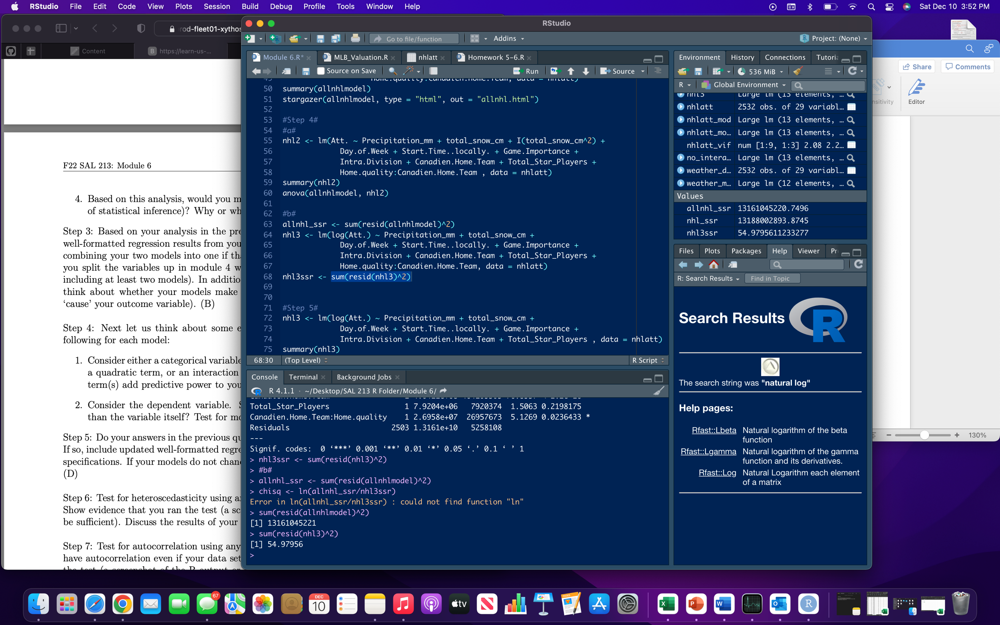 RStudio File Edit Code View Plots Session Build Debug Profile Tools Window Help Sat Dec 10 3:52 PM
rod-fleet01-xythos
Content
https://learn-us-...
F22 SAL 213: Module 6
4. Based on this analysis, would you m
of statistical inference)? Why or wh
Step 3: Based on your analysis in the pre
well-formatted regression results from you
combining your two models into one if tha
you split the variables up in module 4 w
including at least two models). In additio
think about whether your models make
‘cause’ your outcome variable). (B)
Step 4: Next let us think about some e
following for each model:
1. Consider either a categorical variable
a quadratic term, or an interaction
term(s) add predictive power to you
2. Consider the dependent variable. S
than the variable itself? Test for mo
Step 5: Do your answers in the previous qu
If so, include updated well-formatted regre
specifications. If your models do not chan
(D)
Step 6: Test for heteroscedasticity using a
Show evidence that you ran the test (a sc
be sufficient). Discuss the results of your
Step 7: Test for autocorrelation using any
have autocorrelation even if your data set
the test (a screenshot of the R output or
RStudio
Go to file/function Addins Project: (None)
Module 6.R* MLB_Valuation.R nhlatt Homework 5-6.R
Source on Save Run Source
49 Home.quality:Canadien.Home.Team, data = nhlatt)
50 summary(allnhlmodel)
51 stargazer(allnhlmodel, type = "html", out = "allnhl.html")
52
53 #Step 4#
54 #a#
55 nhl2 <- lm(Att. ~ Precipitation_mm + total_snow_cm + I(total_snow_cm^2) +
56 Day.of.Week + Start.Time..locally. + Game.Importance +
57 Intra.Division + Canadien.Home.Team + Total_Star_Players +
58 Home.quality:Canadien.Home.Team , data = nhlatt)
59 summary(nhl2)
60 anova(allnhlmodel, nhl2)
61
62 #b#
63 allnhl_ssr <- sum(resid(allnhlmodel)^2)
64 nhl3 <- lm(log(Att.) ~ Precipitation_mm + total_snow_cm +
65 Day.of.Week + Start.Time..locally. + Game.Importance +
66 Intra.Division + Canadien.Home.Team + Total_Star_Players +
67 Home.quality:Canadien.Home.Team, data = nhlatt)
68 nhl3ssr <- sum(resid(nhl3)^2)
69
70
71 #Step 5#
72 nhl3 <- lm(log(Att.) ~ Precipitation_mm + total_snow_cm +
73 Day.of.Week + Start.Time..locally. + Game.Importance +
74 Intra.Division + Canadien.Home.Team + Total_Star_Players , data = nhlatt)
75 summary(nhl3)
68:30 (Top Level) R Script
Console Terminal Background Jobs
R 4.1.1 · ~/Desktop/SAL 213 R Folder/Module 6/
Total_Star_Players 1 7.9204e+06 7920374 1.5063 0.2198175
Canadien.Home.Team:Home.quality 1 2.6958e+07 26957673 5.1269 0.0236433 *
Residuals 2503 1.3161e+10 5258108
---
Signif. codes: 0 ‘***’ 0.001 ‘**’ 0.01 ‘*’ 0.05 ‘.’ 0.1 ‘ ’ 1
> nhl3ssr <- sum(resid(nhl3)^2)
> #b#
> allnhl_ssr <- sum(resid(allnhlmodel)^2)
> chisq <- ln(allnhl_ssr/nhl3ssr)
Error in ln(allnhl_ssr/nhl3ssr) : could not find function "ln"
> sum(resid(allnhlmodel)^2)
[1] 13161045221
> sum(resid(nhl3)^2)
[1] 54.97956
>
Environment History Connections Tutoria
536 MiB
R Global Environment
nhl3 Large lm (13 elements, …
nhlatt 2532 obs. of 29 variabl…
nhlatt_mod Large lm (13 elements, …
nhlatt_mo… Large lm (13 elements, …
nhlatt_vif num [1:9, 1:3] 2.08 2.2…
no_intera… Large lm (13 elements, …
weather_d… 2532 obs. of 29 variabl…
weather_m… Large lm (12 elements, …
Values
allnhl_ssr 13161045220.7496
nhl_ssr 13188002893.8745
nhl3ssr 54.9795611233277
Files Plots Packages Help Viewer Pr
R: Search Results Find in Topic
Search Results R
The search string was "natural log"
Help pages:
Rfast::Lbeta Natural logarithm of the beta
function
Rfast::Lgamma Natural logarithm of the gamma
function and its derivatives.
Rfast::Log Natural Logarithm each element
of a matrix
Share Comments
nsitivity Editor
130%
67
DEC
10
tv
X P W O R